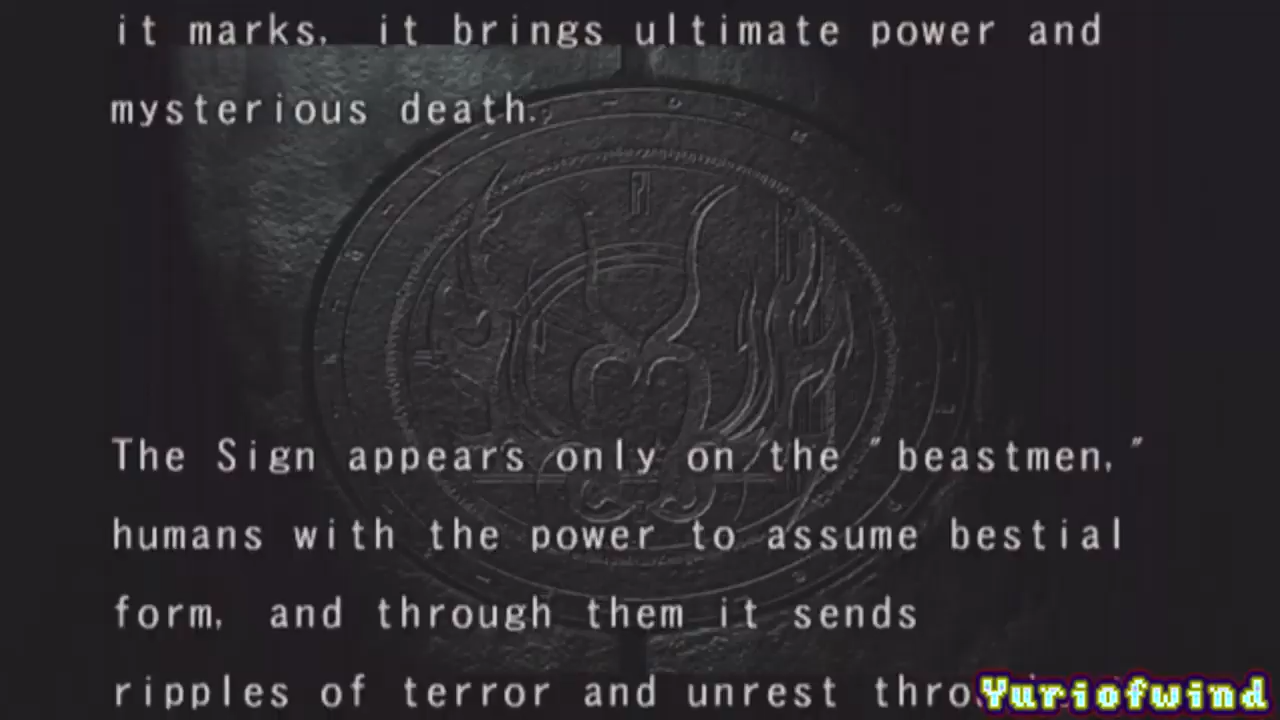 it marks, it brings ultimate power and
mysterious death.
The Sign appears only on the "beastmen,"
humans with the power to assume bestial
form, and through them it sends
ripples of terror and unrest
Yuriofwind